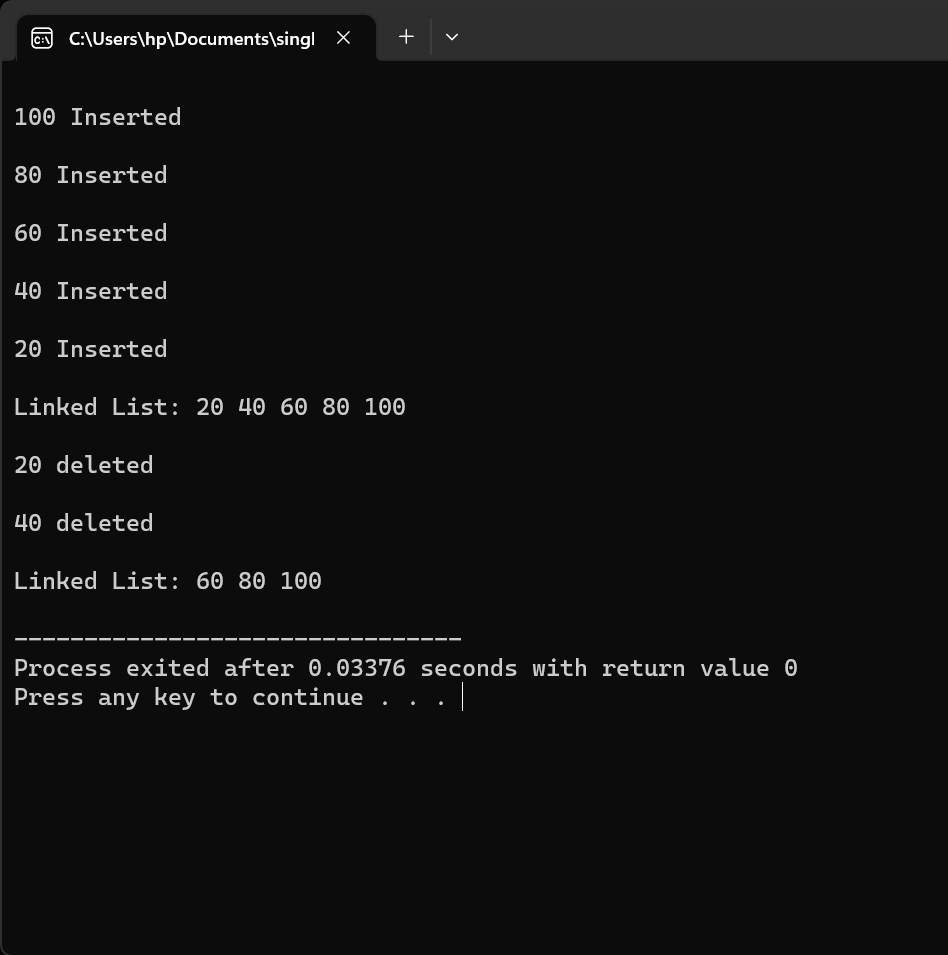 C:\Users\hp\Documents\singl
100 Inserted
80 Inserted
60 Inserted
40 Inserted
20 Inserted
Linked List: 20 40 60 80 100
20 deleted
40 deleted
Linked List: 60 80 100
--------------------------------
Process exited after 0.03376 seconds with return value 0
Press any key to continue . . .